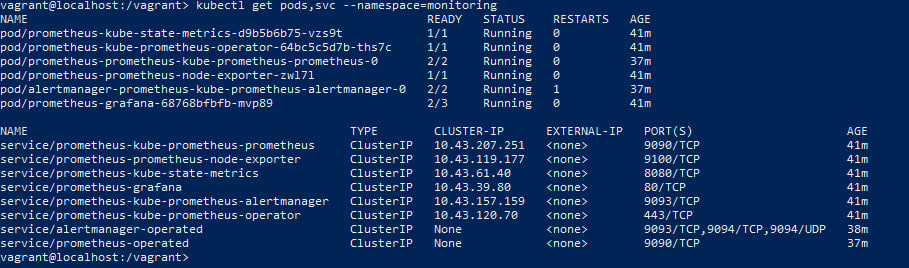 vagrant@localhost:/vagrant> kubectl get pods,svc --namespace=monitoring
NAME READY STATUS RESTARTS AGE
pod/prometheus-kube-state-metrics-d9b5b6b75-vzs9t 1/1 Running 0 41m
pod/prometheus-kube-prometheus-operator-64bc5c5d7b-ths7c 1/1 Running 0 41m
pod/prometheus-prometheus-kube-prometheus-prometheus-0 2/2 Running 0 37m
pod/prometheus-prometheus-node-exporter-zwl7l 1/1 Running 0 41m
pod/alertmanager-prometheus-kube-prometheus-alertmanager-0 2/2 Running 1 37m
pod/prometheus-grafana-68768bfbfb-mvp89 2/3 Running 0 41m
NAME TYPE CLUSTER-IP EXTERNAL-IP PORT(S) AGE
service/prometheus-kube-prometheus-prometheus ClusterIP 10.43.207.251 <none> 9090/TCP 41m
service/prometheus-prometheus-node-exporter ClusterIP 10.43.119.177 <none> 9100/TCP 41m
service/prometheus-kube-state-metrics ClusterIP 10.43.61.40 <none> 8080/TCP 41m
service/prometheus-grafana ClusterIP 10.43.39.80 <none> 80/TCP 41m
service/prometheus-kube-prometheus-alertmanager ClusterIP 10.43.157.159 <none> 9093/TCP 41m
service/prometheus-kube-prometheus-operator ClusterIP 10.43.120.70 <none> 443/TCP 41m
service/alertmanager-operated ClusterIP None <none> 9093/TCP,9094/TCP,9094/UDP 38m
service/prometheus-operated ClusterIP None <none> 9090/TCP 37m
vagrant@localhost:/vagrant>